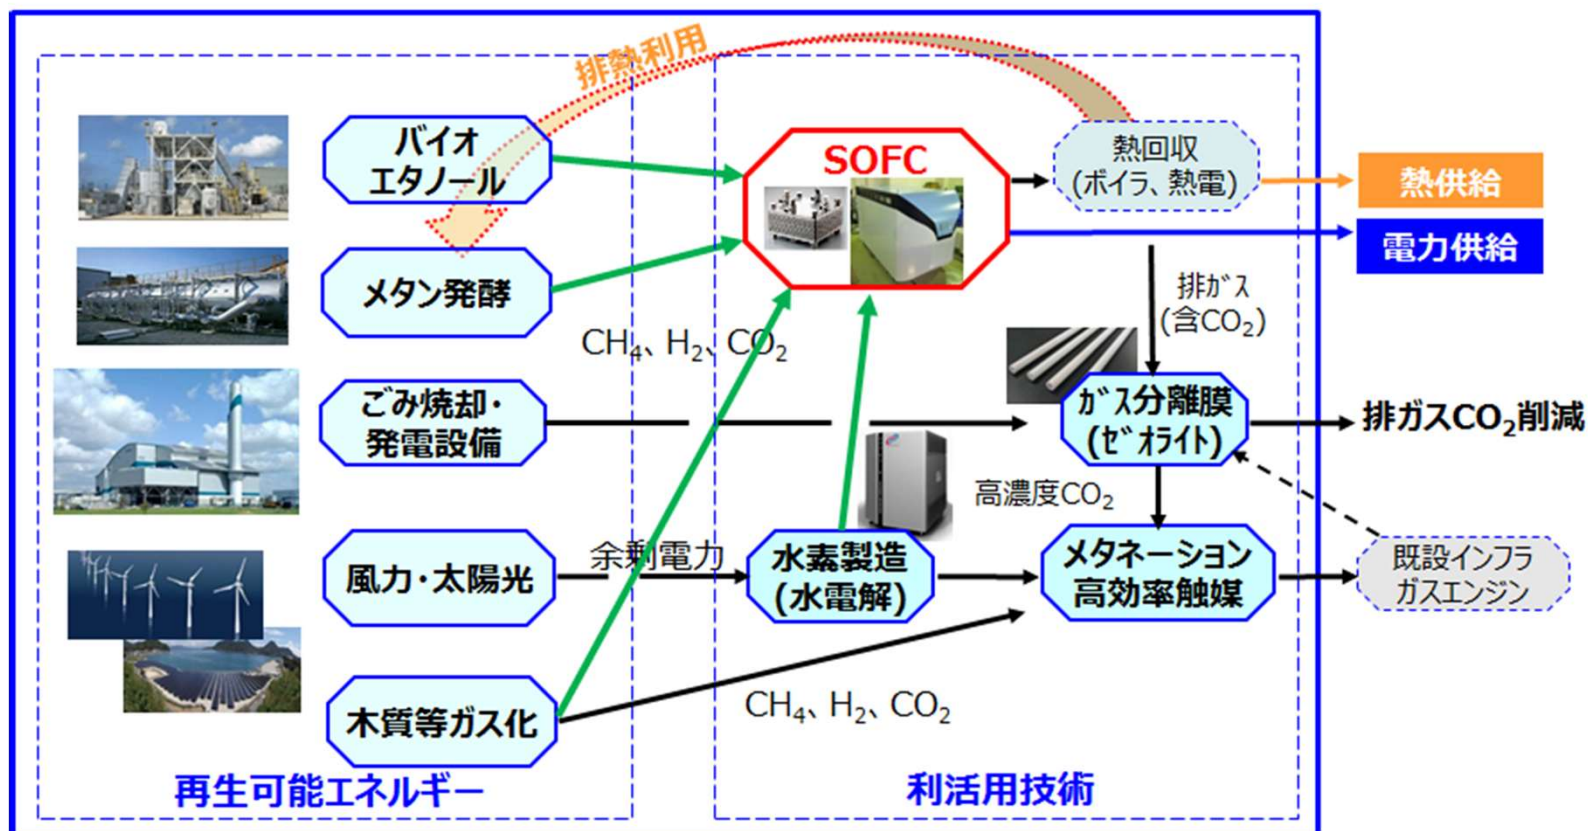 排熱利用
バイオ
エタノール
SOFC
熱回収
(ボイラ、熱電)
熱供給
電力供給
メタン発酵
排ｶﾞｽ
(含CO₂)
CH₄、H₂、CO₂
ごみ焼却・
発電設備
ｶﾞｽ分離膜
(ｾﾞｵﾗｲﾄ)
排ガスCO₂削減
高濃度CO₂
風力・太陽光
余剰電力
水素製造
(水電解)
メタネーション
高効率触媒
既設インフラ
ガスエンジン
木質等ガス化
CH₄、H₂、CO₂
再生可能エネルギー
利活用技術